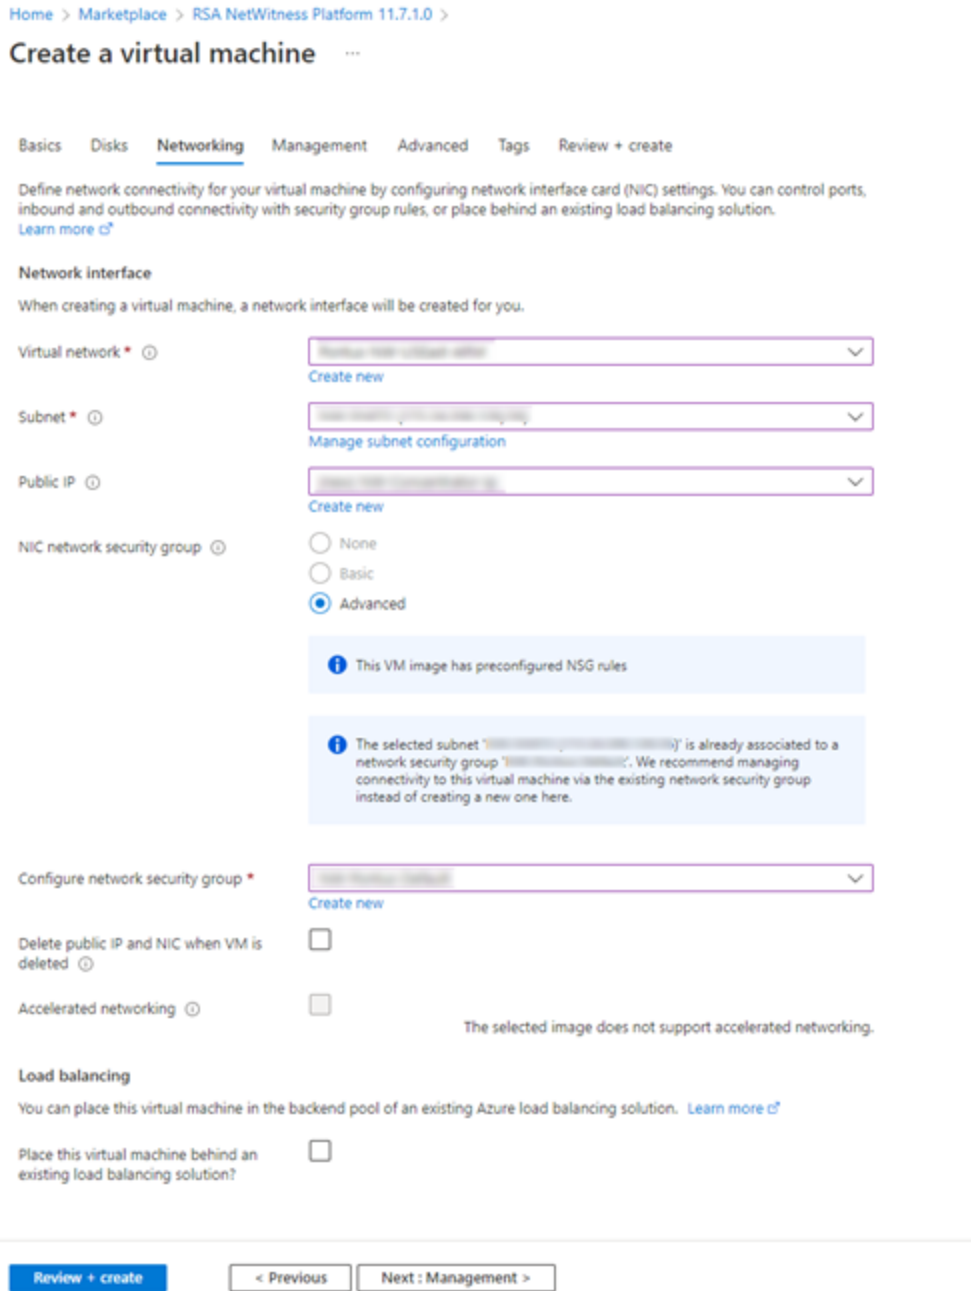 Home > Marketplace > RSA NetWitness Platform 11.7.1.0 >
Create a virtual machine ...
Basics Disks Networking Management Advanced Tags Review + create
Define network connectivity for your virtual machine by configuring network interface card (NIC) settings. You can control ports,
inbound and outbound connectivity with security group rules, or place behind an existing load balancing solution.
Learn more
Network interface
When creating a virtual machine, a network interface will be created for you.
Virtual network *
Create new
Subnet *
Manage subnet configuration
Public IP
Create new
NIC network security group
None
Basic
Advanced
This VM image has preconfigured NSG rules
The selected subnet ' )' is already associated to a
network security group ' '. We recommend managing
connectivity to this virtual machine via the existing network security group
instead of creating a new one here.
Configure network security group *
Create new
Delete public IP and NIC when VM is
deleted
Accelerated networking
The selected image does not support accelerated networking.
Load balancing
You can place this virtual machine in the backend pool of an existing Azure load balancing solution. Learn more
Place this virtual machine behind an
existing load balancing solution?
Review + create < Previous Next : Management >